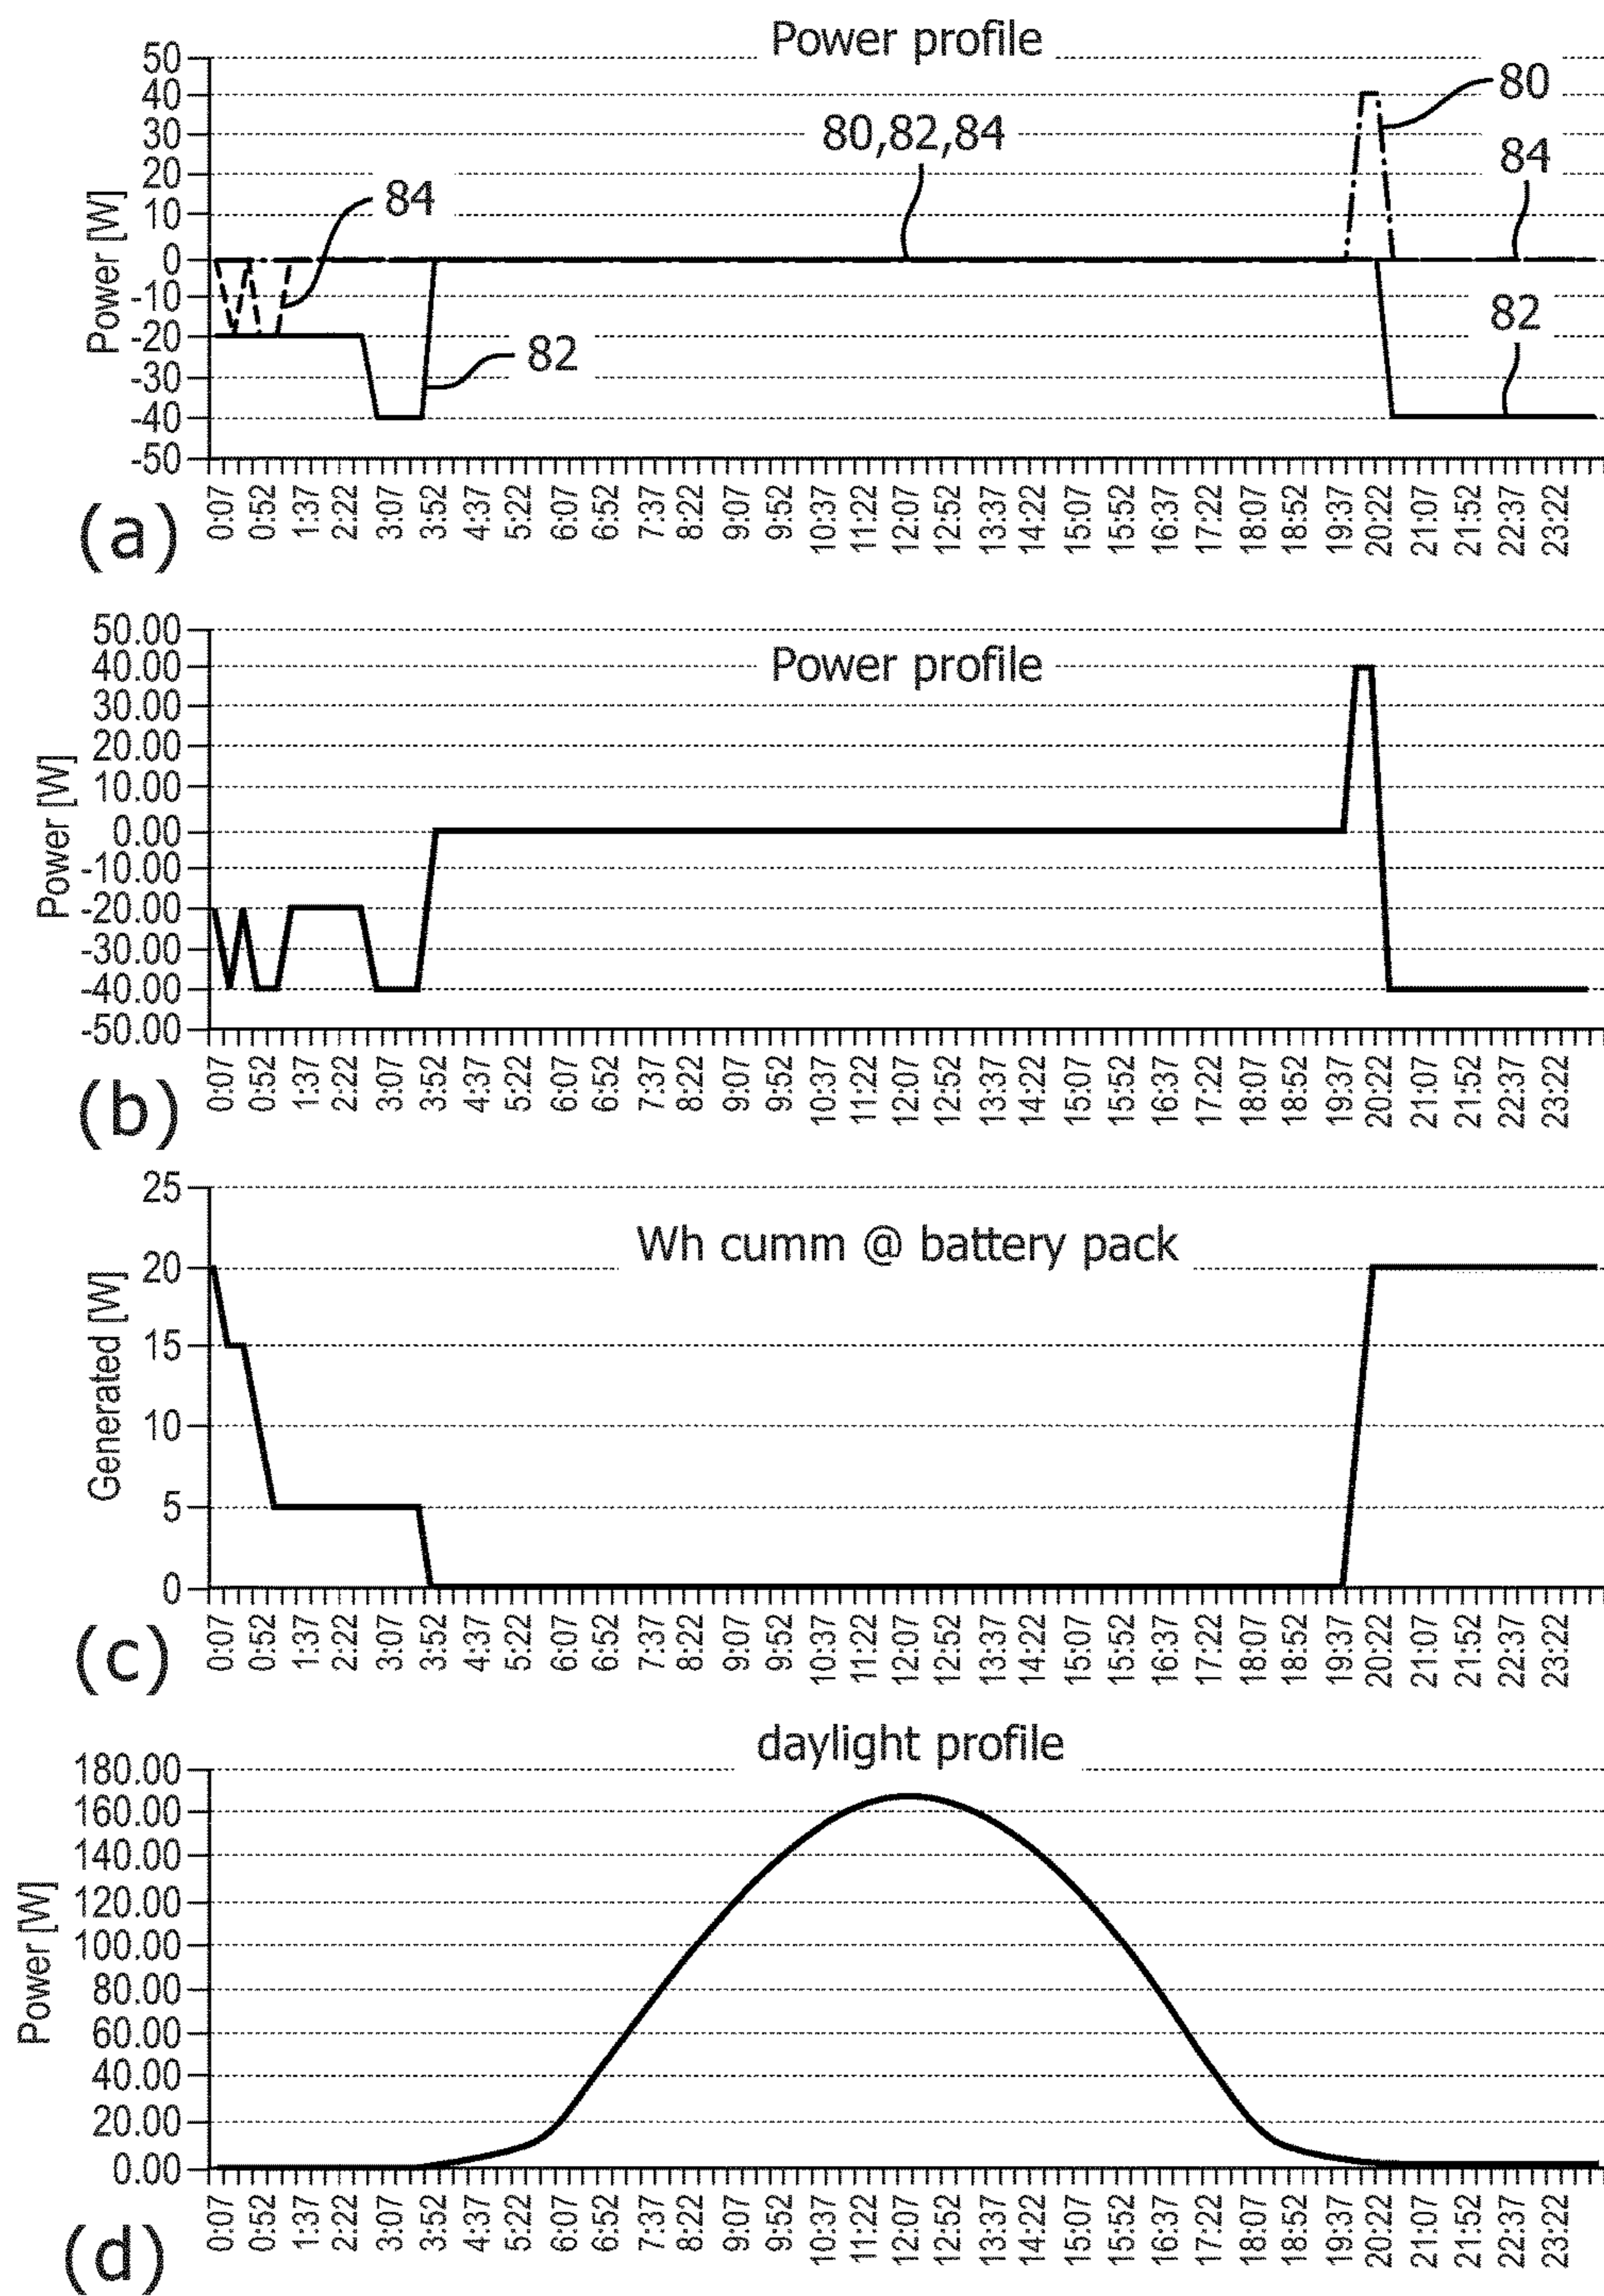 Power profile
50
40
30
20
10
0
-10
-20
-30
-40
-50
Power [W]
80
80,82,84
84
84
82
82
0:07 0:52 1:37 2:22 3:07 3:52 4:37 5:22 6:07 6:52 7:37 8:22 9:07 9:52 10:37 11:22 12:07 12:52 13:37 14:22 15:07 15:52 16:37 17:22 18:07 18:52 19:37 20:22 21:07 21:52 22:37 23:22
(a)
Power profile
50.00
40.00
30.00
20.00
10.00
0.00
-10.00
-20.00
-30.00
-40.00
-50.00
Power [W]
0:07 0:52 1:37 2:22 3:07 3:52 4:37 5:22 6:07 6:52 7:37 8:22 9:07 9:52 10:37 11:22 12:07 12:52 13:37 14:22 15:07 15:52 16:37 17:22 18:07 18:52 19:37 20:22 21:07 21:52 22:37 23:22
(b)
Wh cumm @ battery pack
25
20
15
10
5
0
Generated [W]
0:07 0:52 1:37 2:22 3:07 3:52 4:37 5:22 6:07 6:52 7:37 8:22 9:07 9:52 10:37 11:22 12:07 12:52 13:37 14:22 15:07 15:52 16:37 17:22 18:07 18:52 19:37 20:22 21:07 21:52 22:37 23:22
(c)
daylight profile
180.00
160.00
140.00
120.00
100.00
80.00
60.00
40.00
20.00
0.00
Power [W]
0:07 0:52 1:37 2:22 3:07 3:52 4:37 5:22 6:07 6:52 7:37 8:22 9:07 9:52 10:37 11:22 12:07 12:52 13:37 14:22 15:07 15:52 16:37 17:22 18:07 18:52 19:37 20:22 21:07 21:52 22:37 23:22
(d)